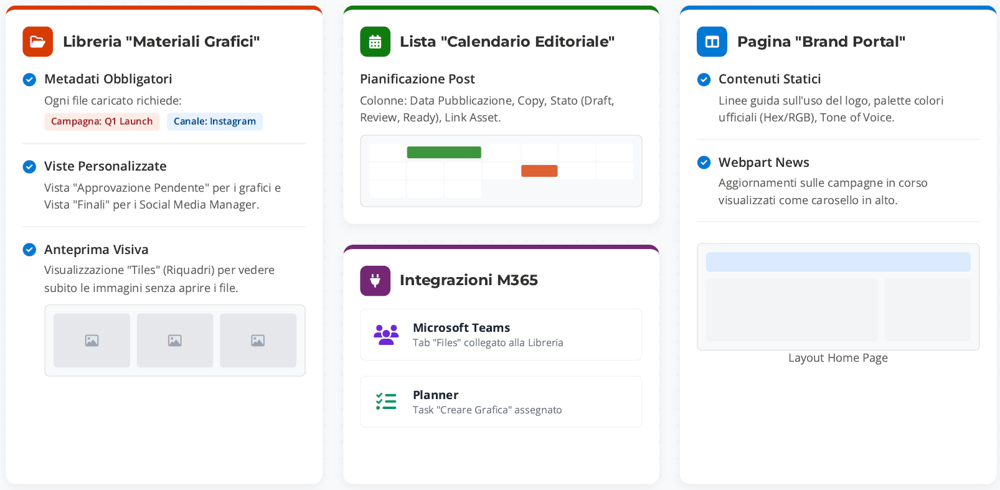 Libreria "Materiali Grafici"
Metadati Obbligatori
Ogni file caricato richiede:
Campagna: Q1 Launch
Canale: Instagram
Viste Personalizzate
Vista "Approvazione Pendente" per i grafici e
Vista "Finali" per i Social Media Manager.
Anteprima Visiva
Visualizzazione "Tiles" (Riquadri) per vedere
subito le immagini senza aprire i file.
Lista "Calendario Editoriale"
Pianificazione Post
Colonne: Data Pubblicazione, Copy, Stato (Draft,
Review, Ready), Link Asset.
Integrazioni M365
Microsoft Teams
Tab "Files" collegato alla Libreria
Planner
Task "Creare Grafica" assegnato
Pagina "Brand Portal"
Contenuti Statici
Linee guida sull'uso del logo, palette colori
ufficiali (Hex/RGB), Tone of Voice.
Webpart News
Aggiornamenti sulle campagne in corso
visualizzati come carosello in alto.
Layout Home Page